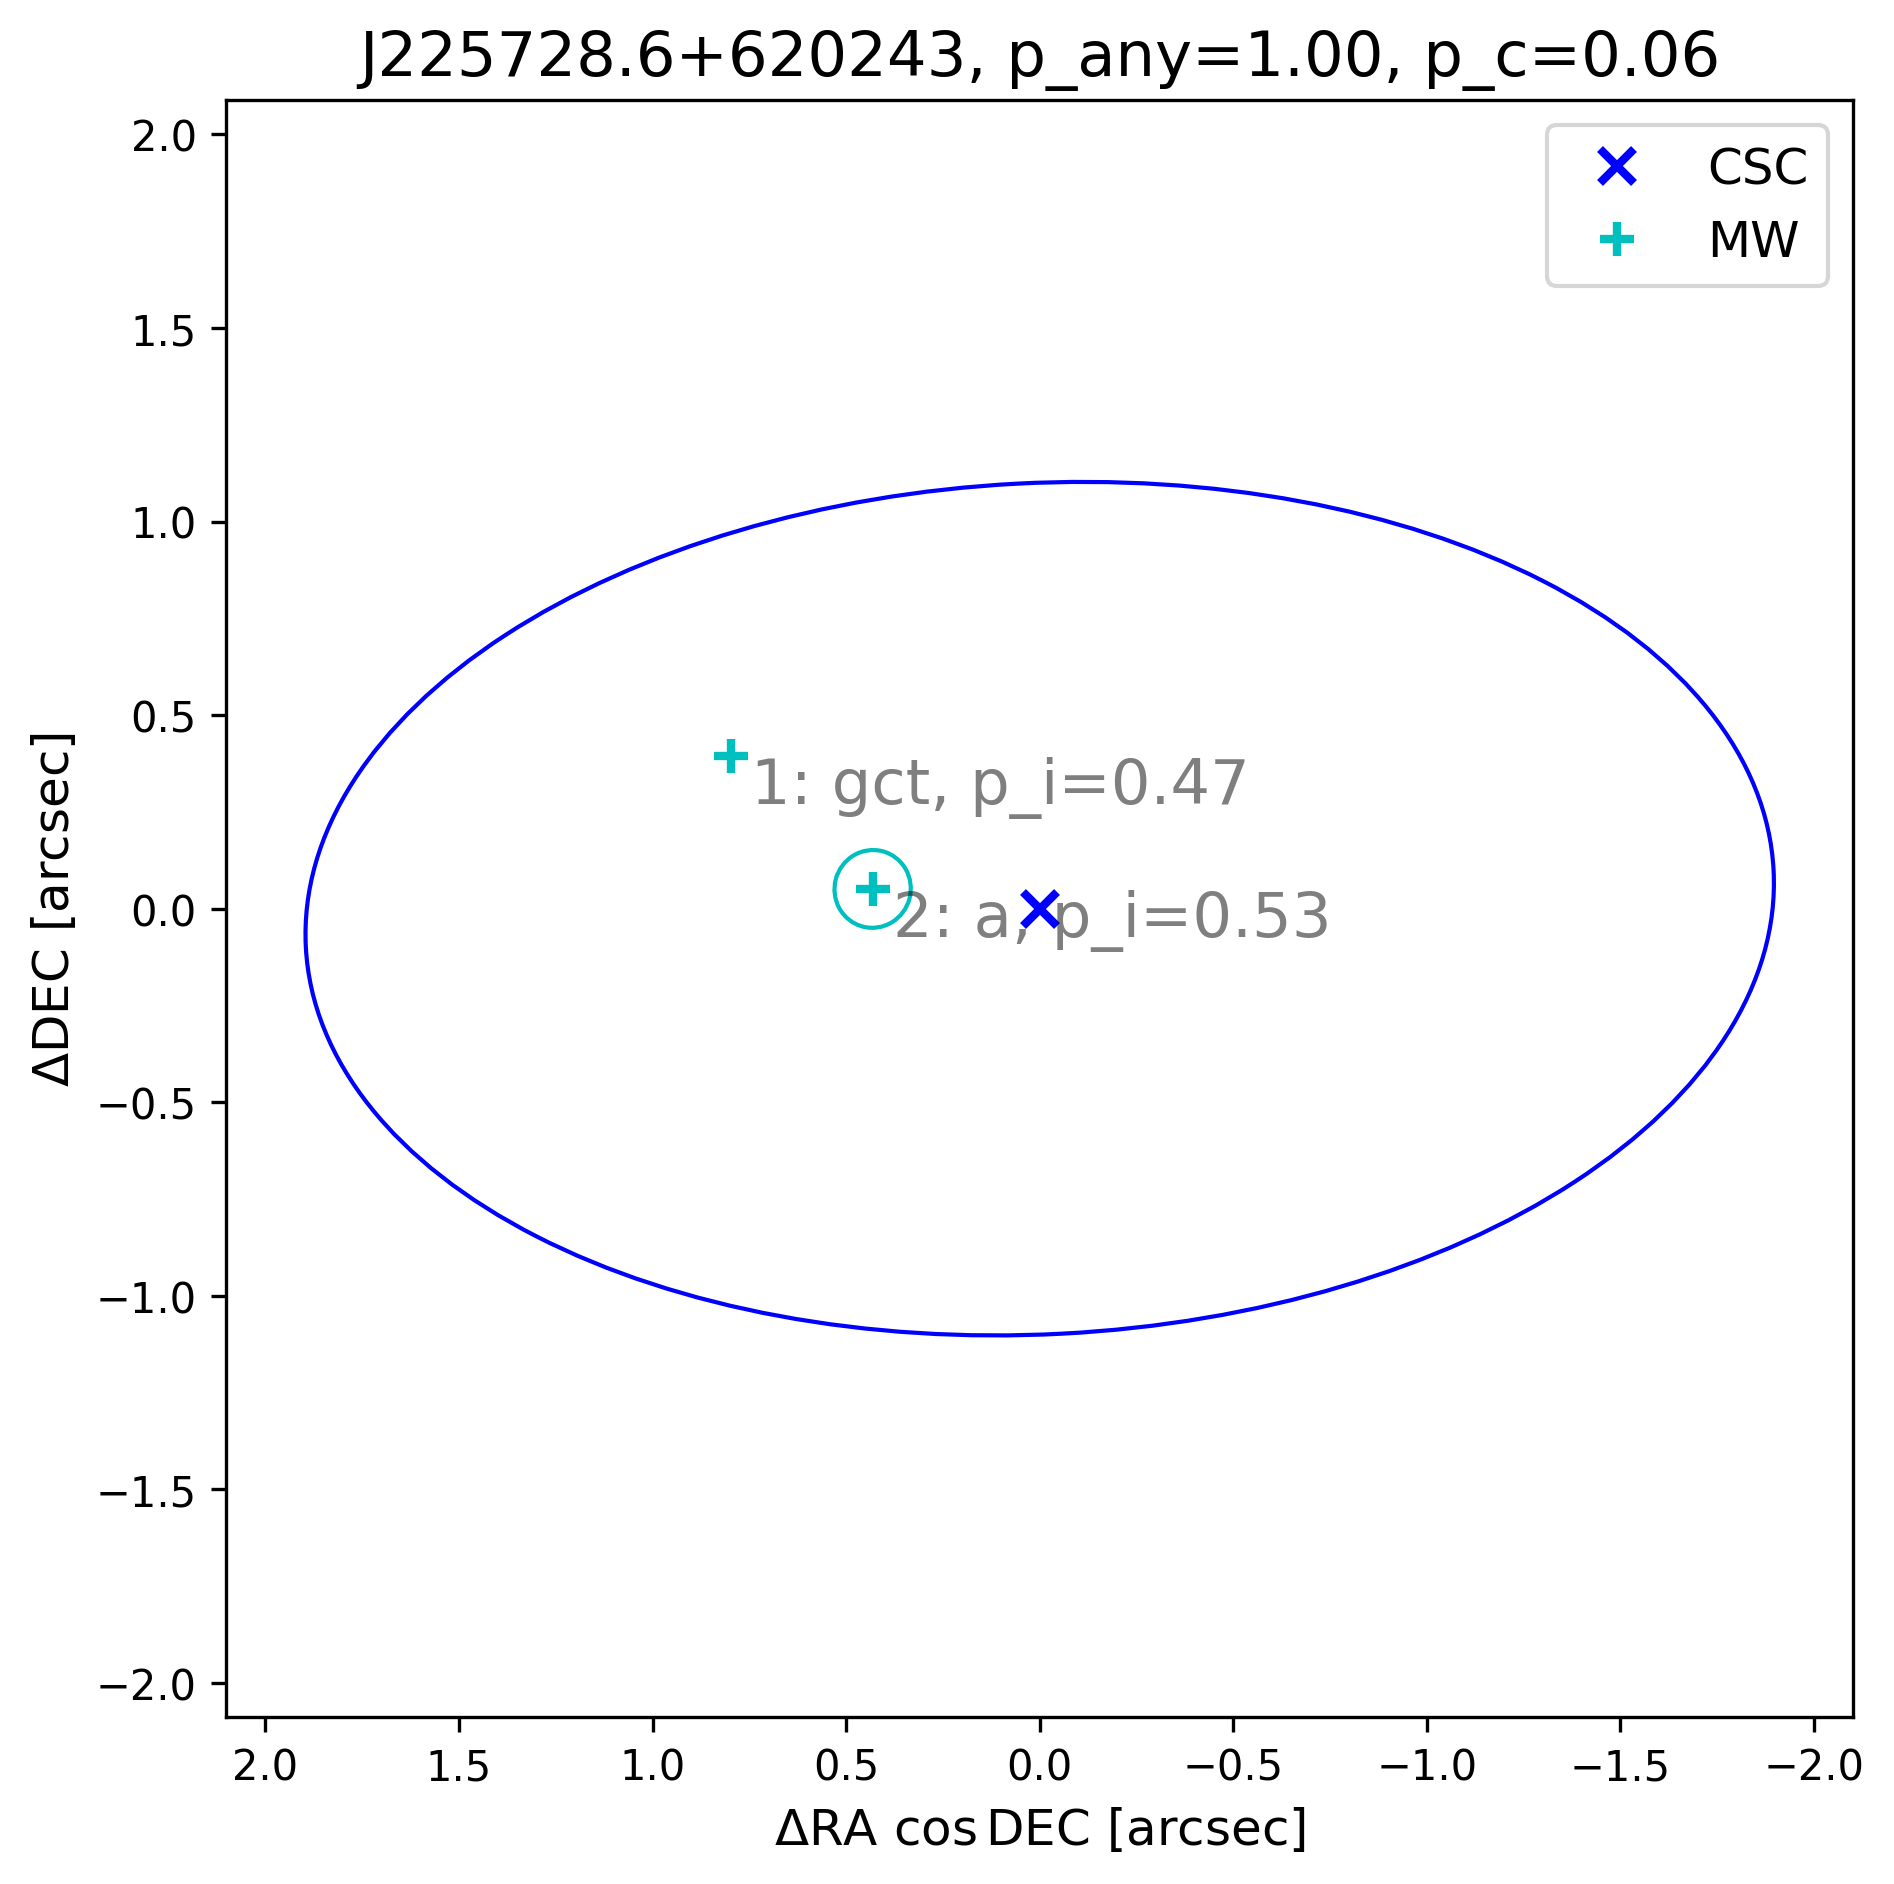 J225728.6+620243, p_any=1.00, p_c=0.06
CSC
MW
2.0
1.5
1.0
0.5
0.0
−0.5
−1.0
−1.5
−2.0
ΔDEC [arcsec]
1: gct, p_i=0.47
2: a, p_i=0.53
2.0 1.5 1.0 0.5 0.0 −0.5 −1.0 −1.5 −2.0
ΔRA cos DEC [arcsec]